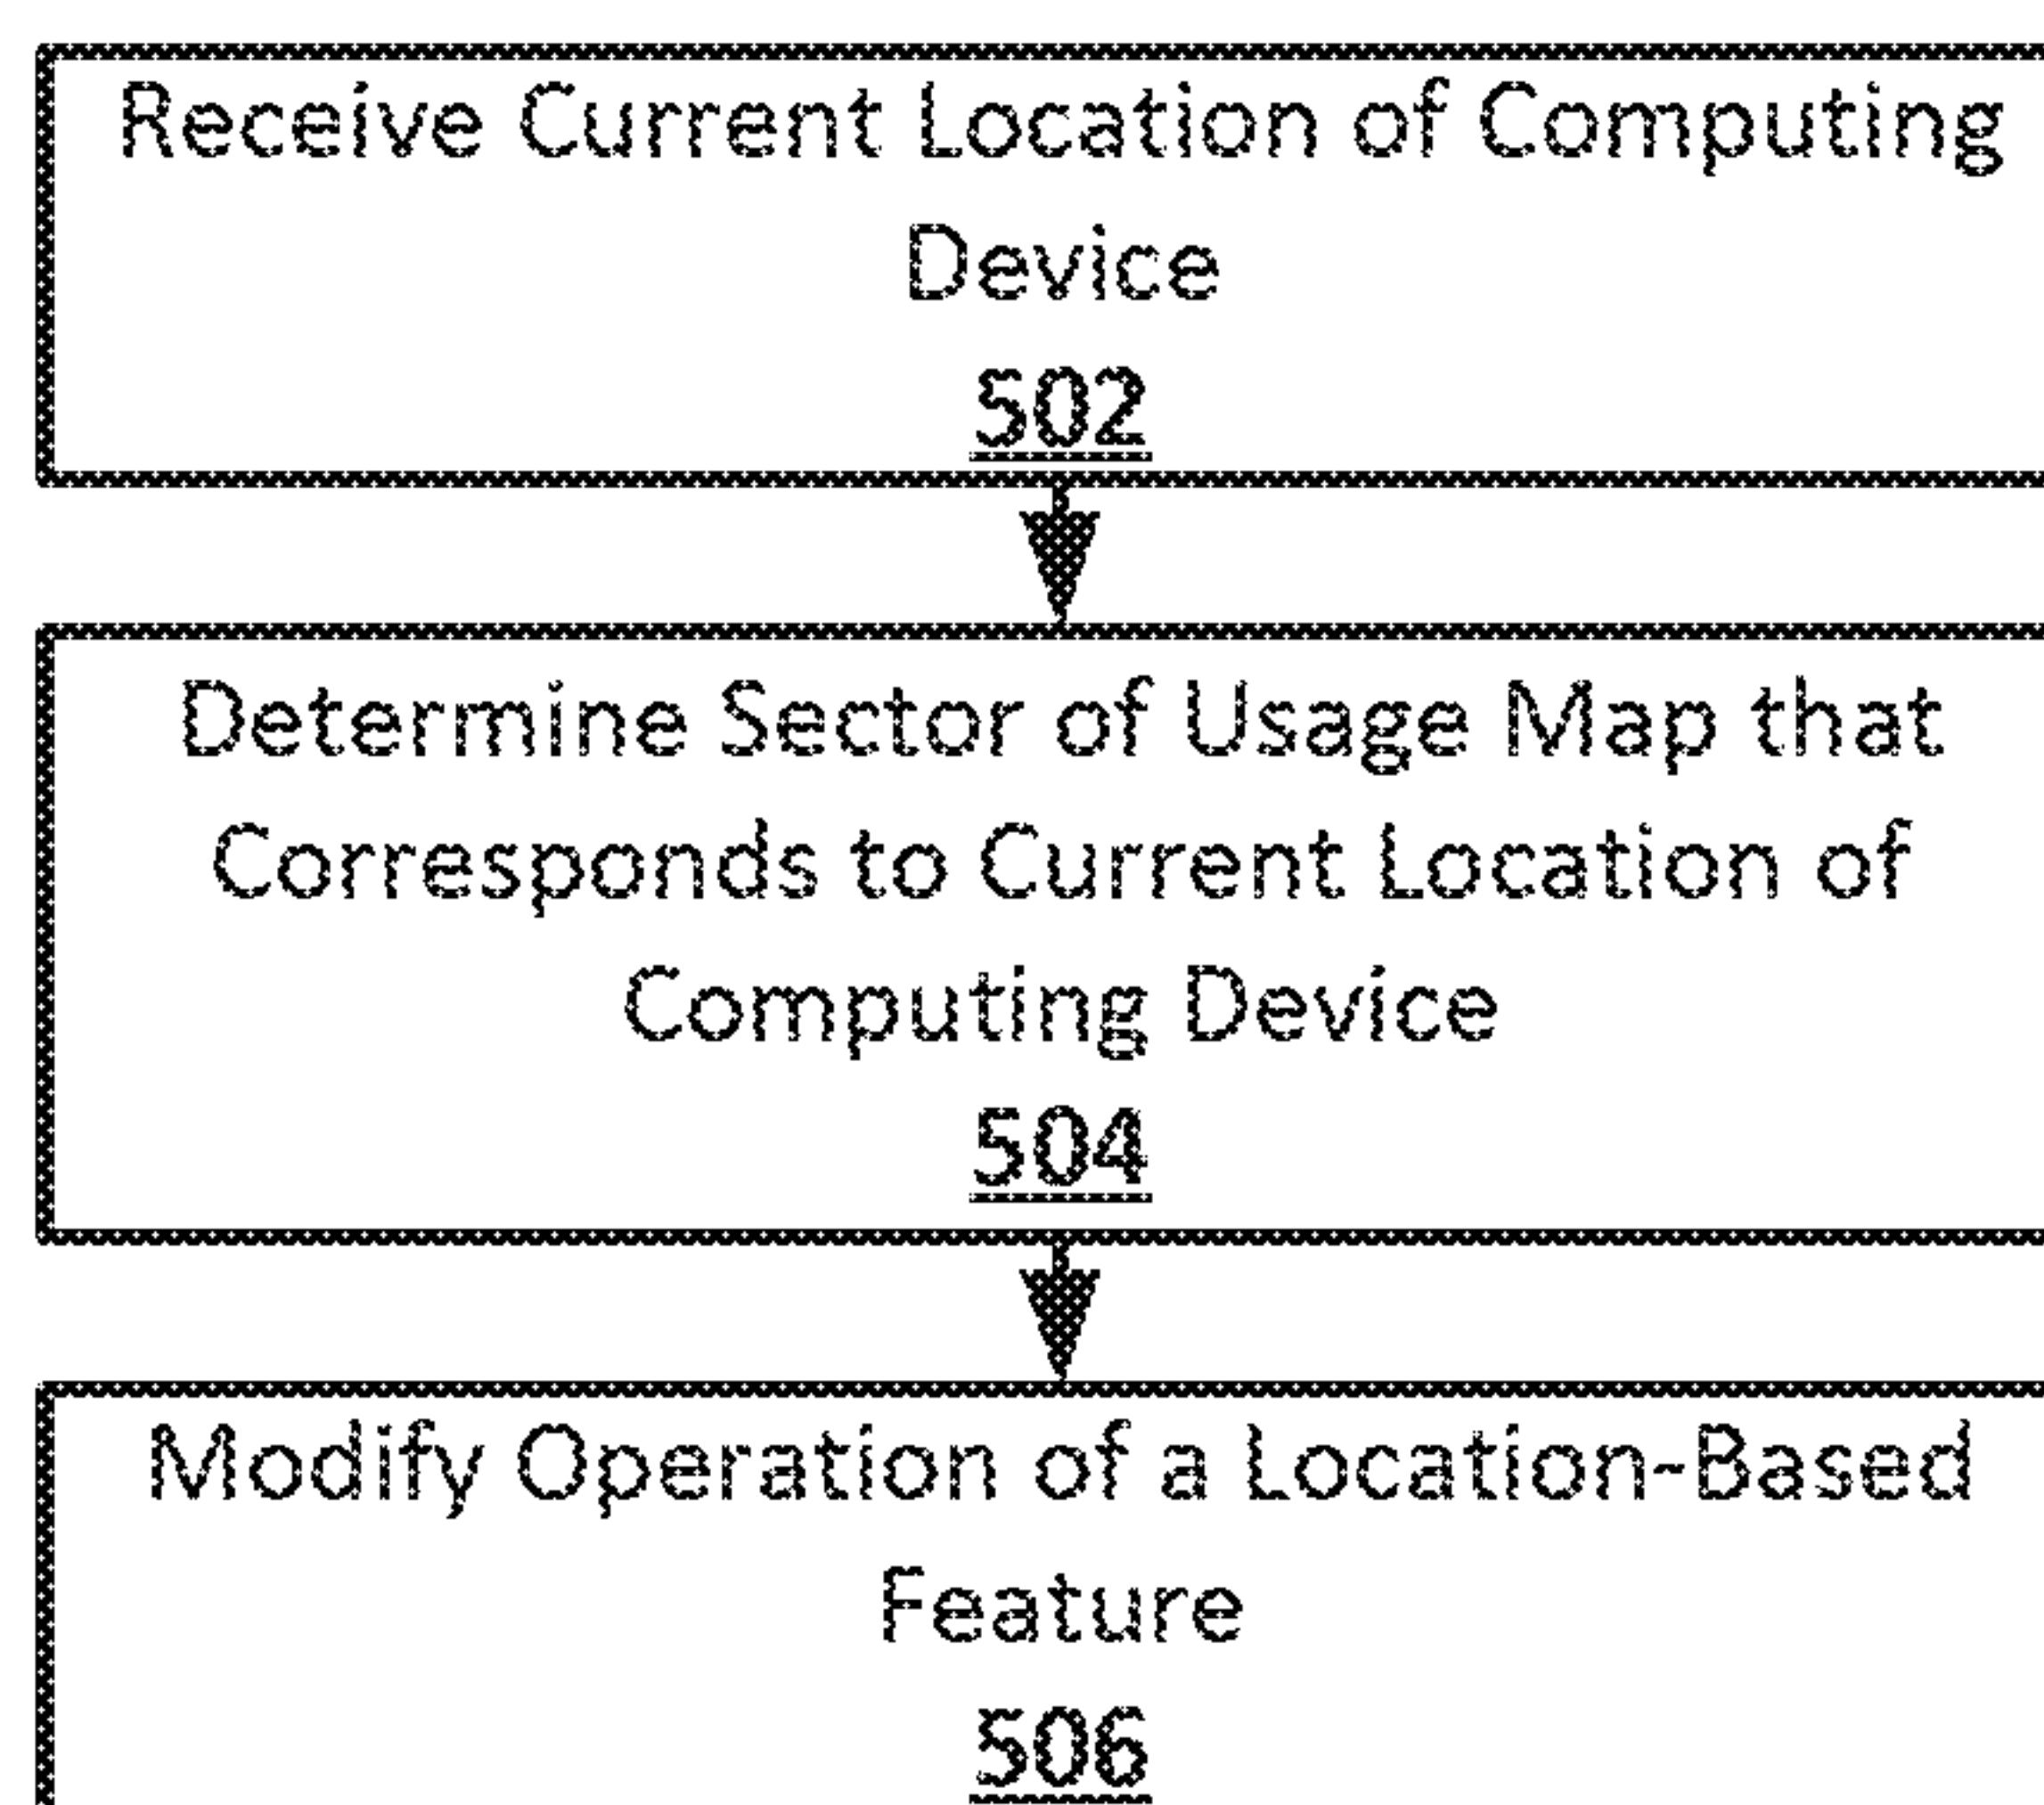 Receive Current Location of Computing
Device
502
Determine Sector of Usage Map that
Corresponds to Current Location of
Computing Device
504
Modify Operation of a Location-Based
Feature
506